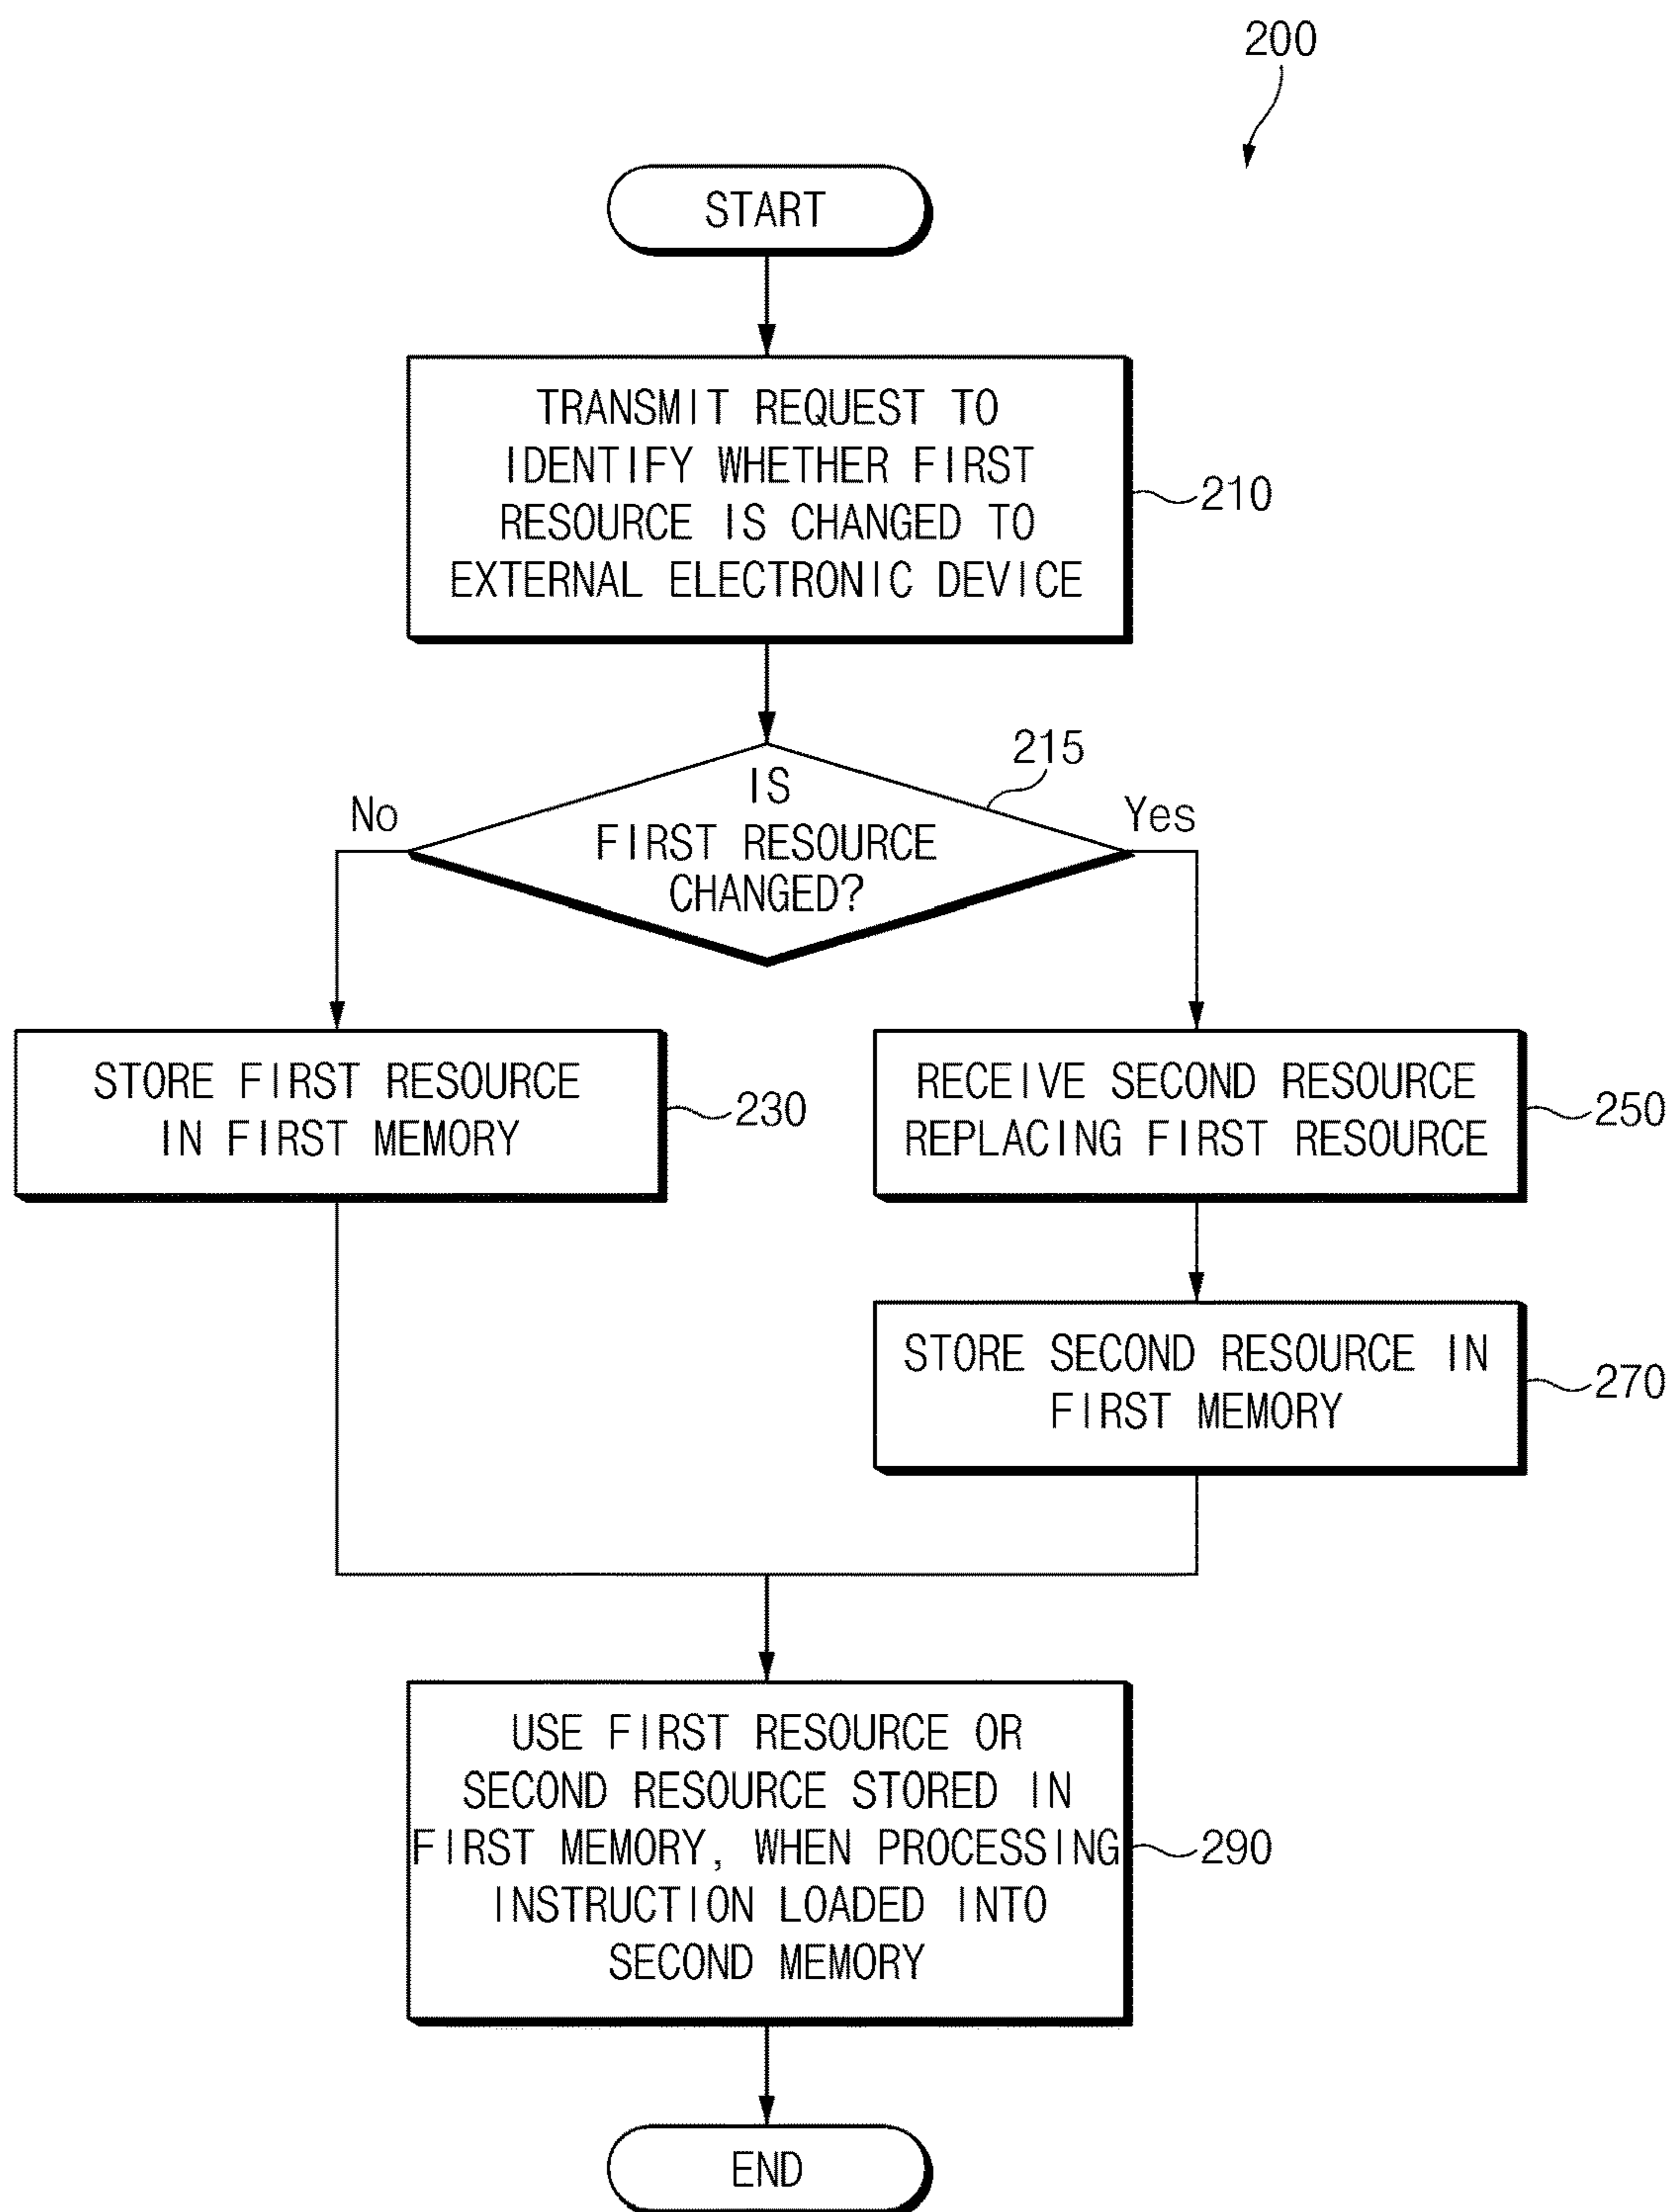 200
START
TRANSMIT REQUEST TO
IDENTIFY WHETHER FIRST
RESOURCE IS CHANGED TO
EXTERNAL ELECTRONIC DEVICE
210
215
No
IS
FIRST RESOURCE
CHANGED?
Yes
STORE FIRST RESOURCE
IN FIRST MEMORY
230
RECEIVE SECOND RESOURCE
REPLACING FIRST RESOURCE
250
STORE SECOND RESOURCE IN
FIRST MEMORY
270
USE FIRST RESOURCE OR
SECOND RESOURCE STORED IN
FIRST MEMORY, WHEN PROCESSING
INSTRUCTION LOADED INTO
SECOND MEMORY
290
END